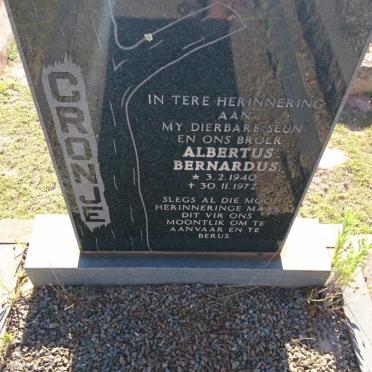 CRONJE
IN TERE HERINNERING
AAN
MY DIERBARE SEUN
EN ONS BROER
ALBERTUS
BERNARDUS
★ 3.2.1940
✝ 30.11.1972
SLEGS AL DIE MOOI
HERINNERINGE MAAK
DIT VIR ONS
MOONTLIK OM TE
AANVAAR EN TE
BERUS.